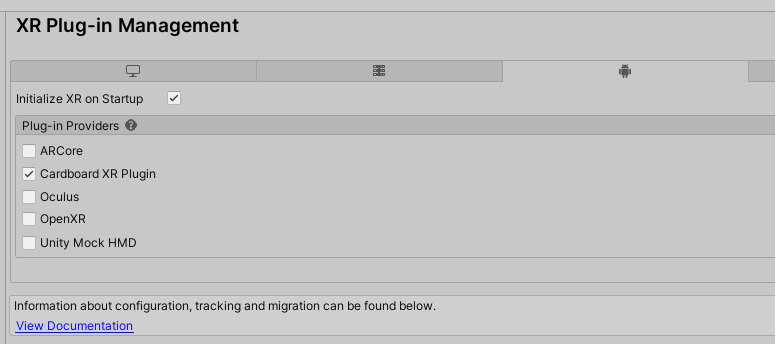 XR Plug-in Management
Initialize XR on Startup
Plug-in Providers
ARCore
Cardboard XR Plugin
Oculus
OpenXR
Unity Mock HMD
Information about configuration, tracking and migration can be found below.
View Documentation